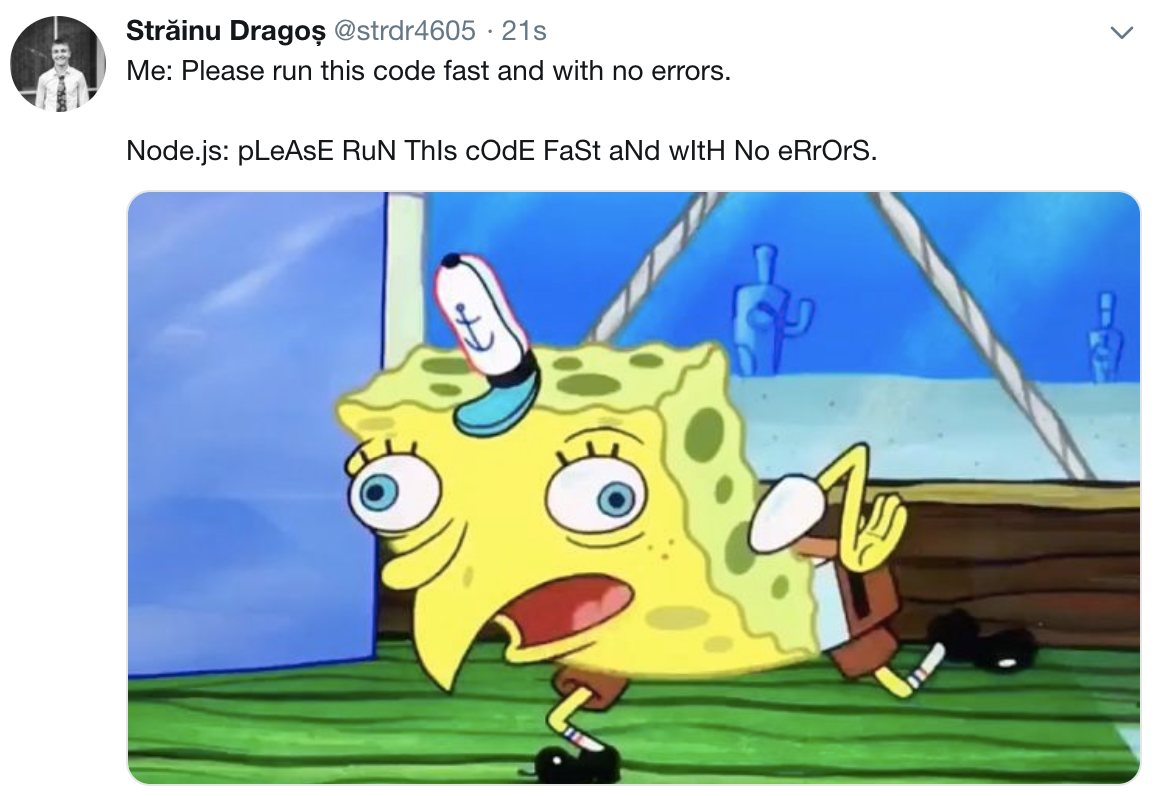 Străinu Dragoș @strdr4605 · 21s
Me: Please run this code fast and with no errors.
Node.js: pLeAsE RuN ThIs cOdE FaSt aNd wItH No eRrOrS.